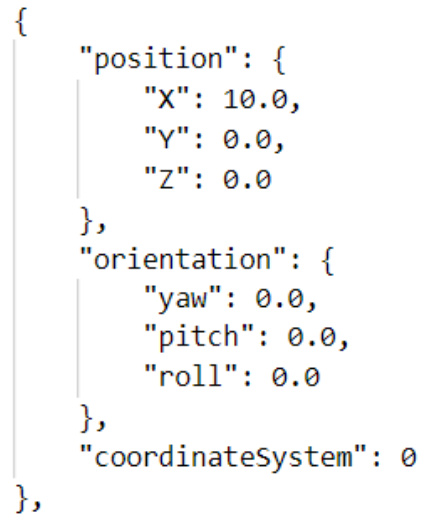 {
    "position": {
        "X": 10.0,
        "Y": 0.0,
        "Z": 0.0
    },
    "orientation": {
        "yaw": 0.0,
        "pitch": 0.0,
        "roll": 0.0
    },
    "coordinateSystem": 0
},